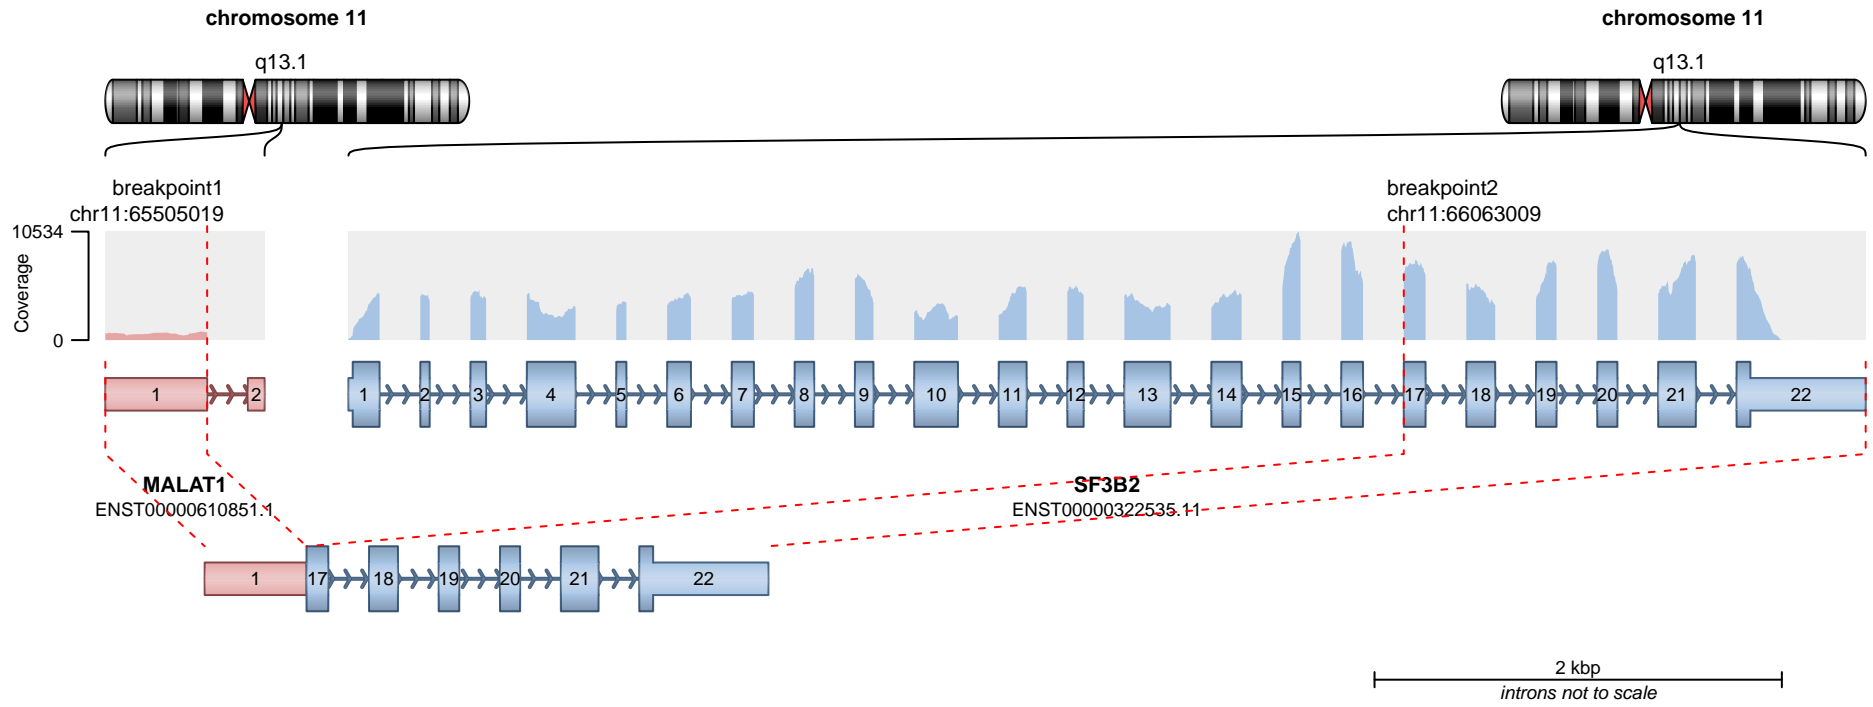 chromosome 11
chromosome 11
q13.1
q13.1
breakpoint1
chr11:65505019
breakpoint2
chr11:66063009
10534
Coverage
0
1
2
1
2
3
4
5
6
7
8
9
10
11
12
13
14
15
16
17
18
19
20
21
22
MALAT1
ENST00000610851.1
SF3B2
ENST00000322535.11
1
17
18
19
20
21
22
2 kbp
introns not to scale